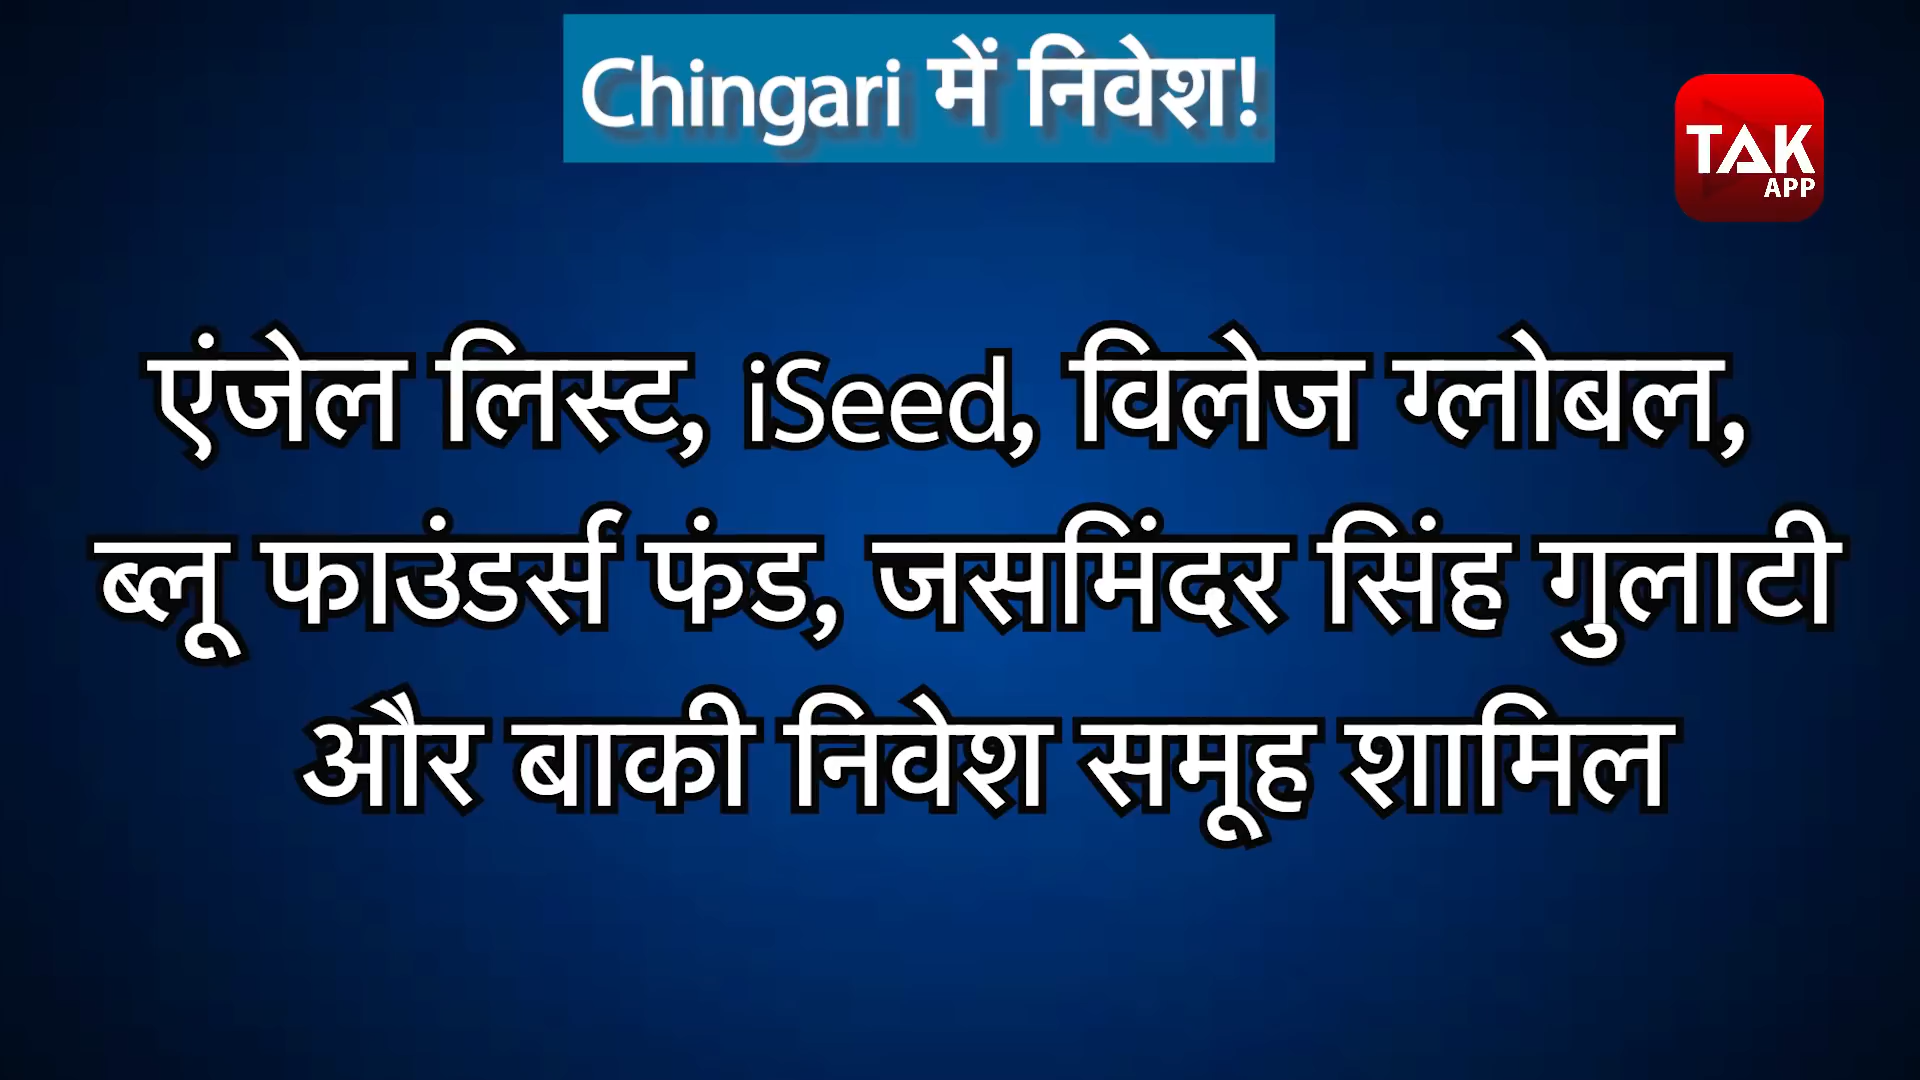 Chingari में निवेश!
TAK
APP
एंजेल लिस्ट, iSeed, विलेज ग्लोबल,
ब्लू फाउंडर्स फंड, जसमिंदर सिंह गुलाटी
और बाकी निवेश समूह शामिल